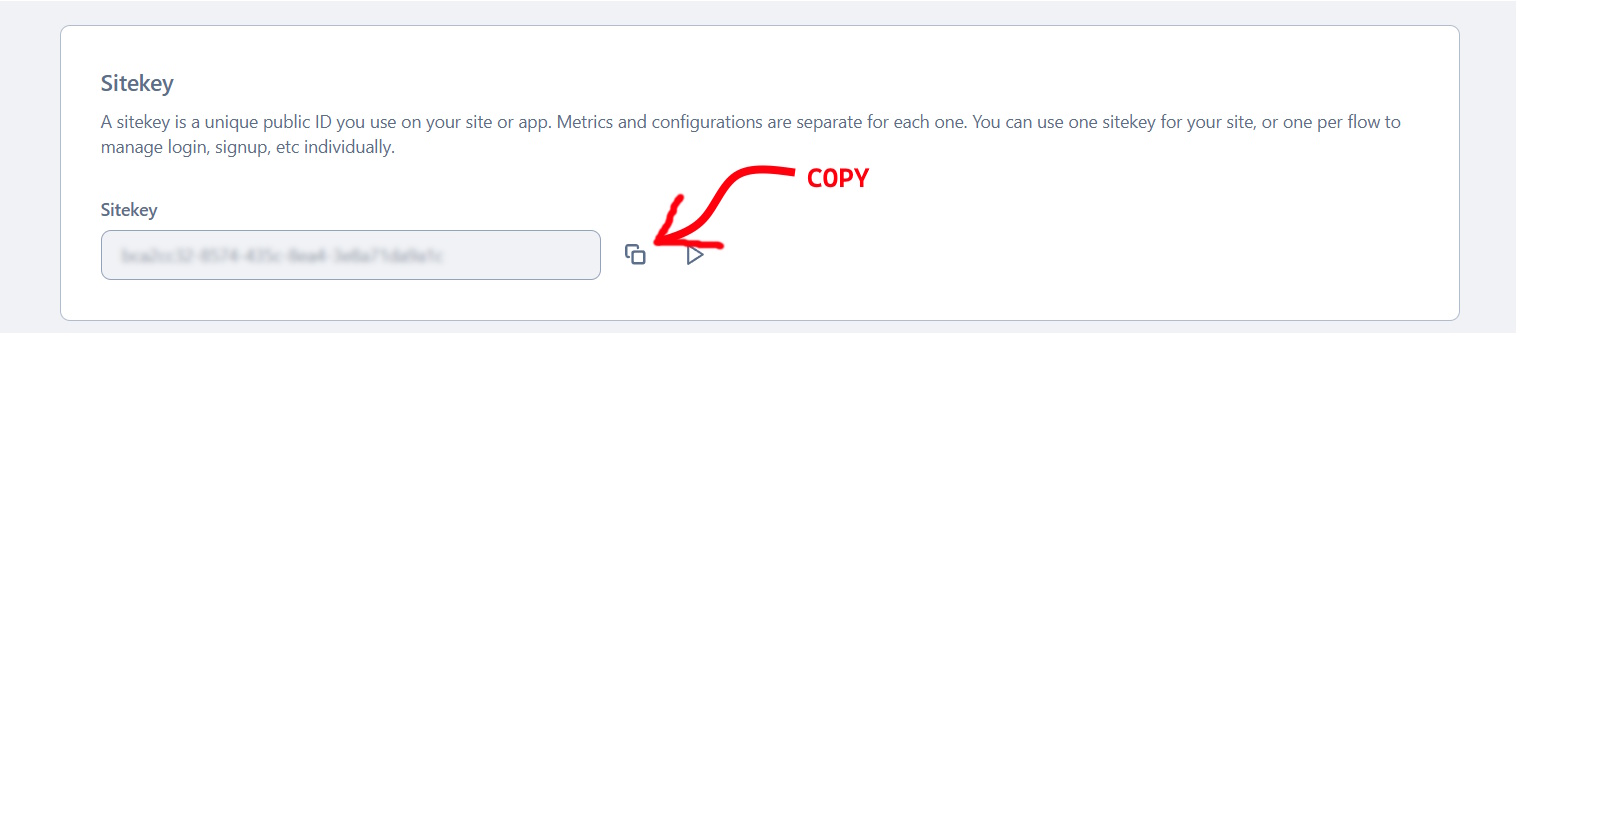 Sitekey
A sitekey is a unique public ID you use on your site or app. Metrics and configurations are separate for each one. You can use one sitekey for your site, or one per flow to
manage login, signup, etc individually.
COPY
Sitekey